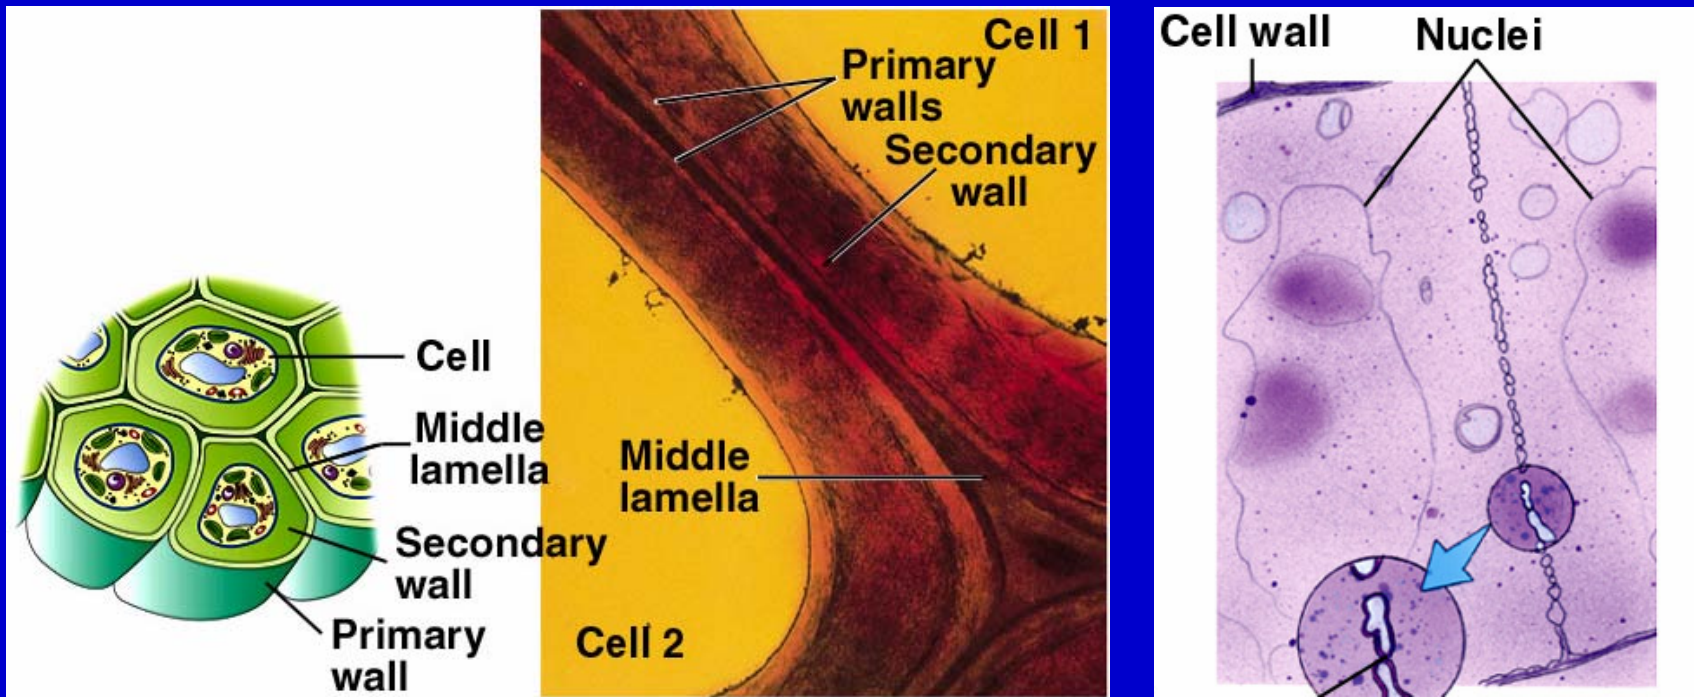 Cell
Middle
lamella
Secondary
wall
Primary
wall
Cell 1
Primary
walls
Secondary
wall
Middle
lamella
Cell 2
Cell wall
Nuclei